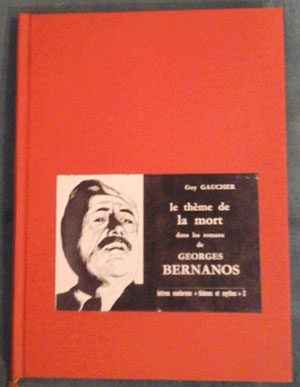 Guy GAUCHER
le thème de
la mort
dans les romans
de
GEORGES
BERNANOS
lettres modernes « thèmes et mythes » 2